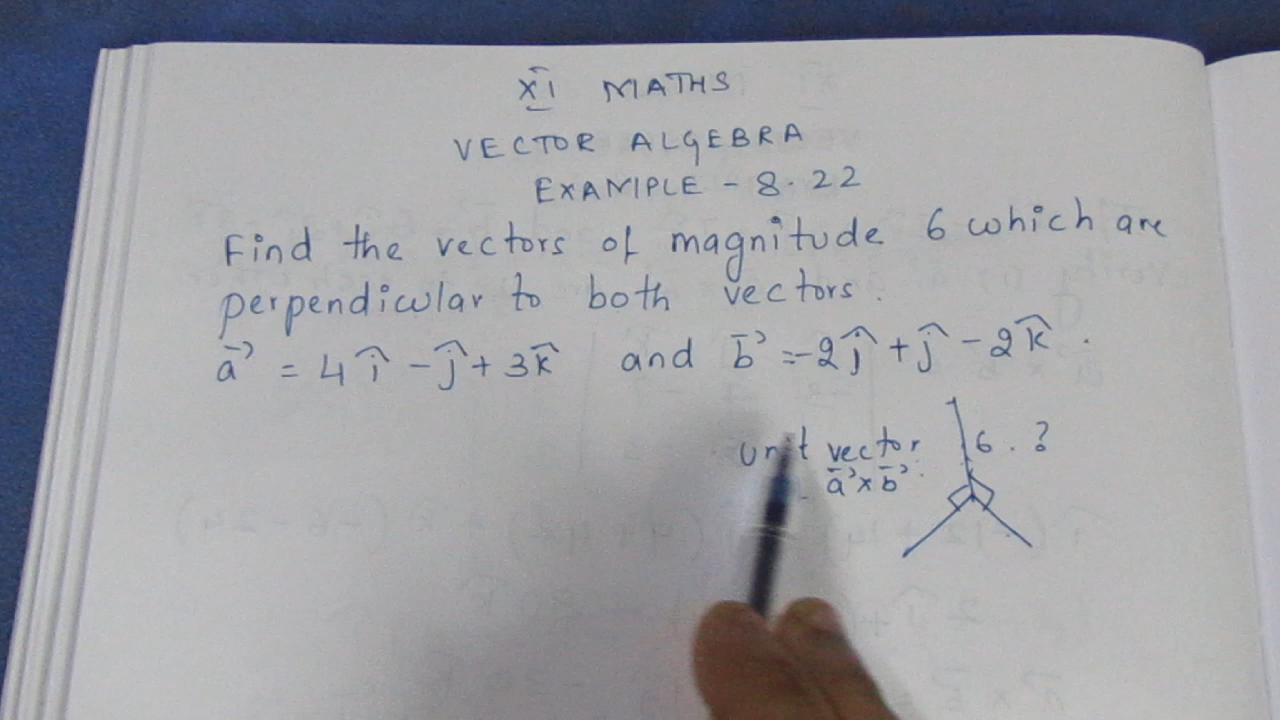 XI MATHS
VECTOR ALGEBRA
EXAMPLE - 8.22
Find the vectors of magnitude 6 which are
perpendicular to both vectors.
a⃗ = 4î - ĵ + 3k̂ and b⃗ = -2ĵ + ĵ - 2k̂.
unit vector 6. ?
a⃗ × b⃗